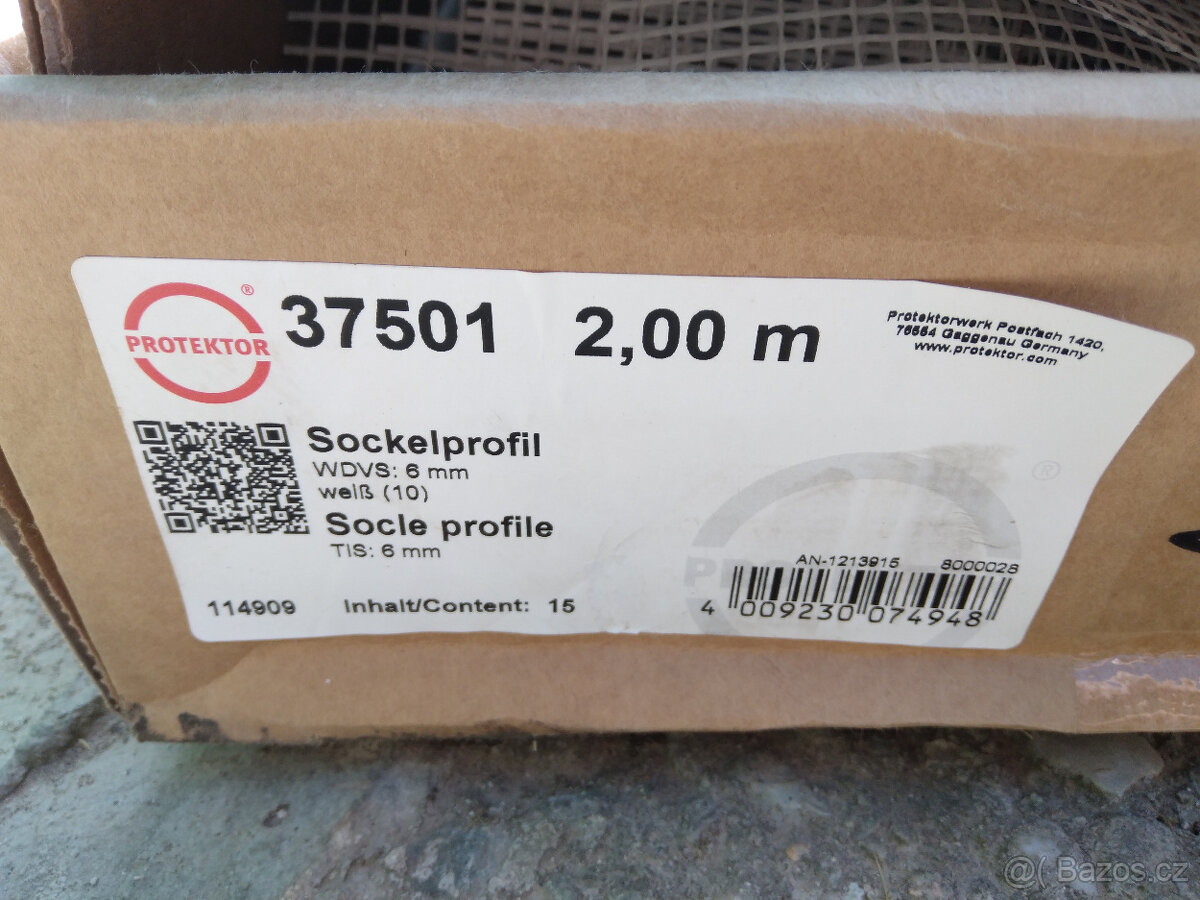 PROTEKTOR ®
37501 2,00 m
Protektorwerk Postfach 1420,
76554 Gaggenau Germany
www.protektor.com
Sockelprofil
WDVS: 6 mm
weiß (10)
Socle profile
TIS: 6 mm
®
AN-1213915 8000028
114909 Inhalt/Content: 15
4 009230 074948
@( Bazos.cz